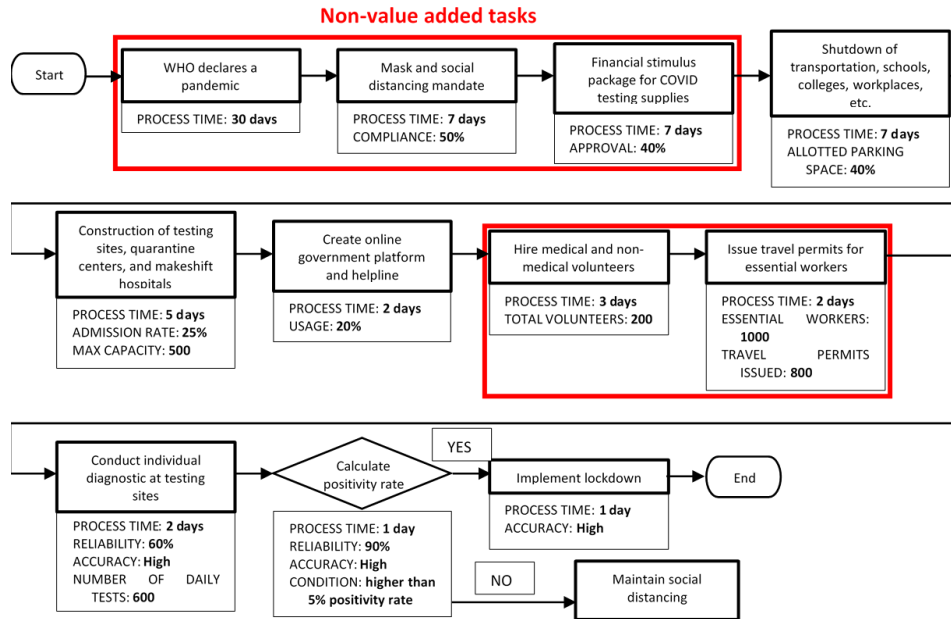 Non-value added tasks
Start
WHO declares a
pandemic
PROCESS TIME: 30 days
Mask and social
distancing mandate
PROCESS TIME: 7 days
COMPLIANCE: 50%
Financial stimulus
package for COVID
testing supplies
PROCESS TIME: 7 days
APPROVAL: 40%
Shutdown of
transportation, schools,
colleges, workplaces,
etc.
PROCESS TIME: 7 days
ALLOTTED PARKING
SPACE: 40%
Construction of testing
sites, quarantine
centers, and makeshift
hospitals
PROCESS TIME: 5 days
ADMISSION RATE: 25%
MAX CAPACITY: 500
Create online
government platform
and helpline
PROCESS TIME: 2 days
USAGE: 20%
Hire medical and non-
medical volunteers
PROCESS TIME: 3 days
TOTAL VOLUNTEERS: 200
Issue travel permits for
essential workers
PROCESS TIME: 2 days
ESSENTIAL WORKERS:
1000
TRAVEL PERMITS
ISSUED: 800
Conduct individual
diagnostic at testing
sites
PROCESS TIME: 2 days
RELIABILITY: 60%
ACCURACY: High
NUMBER OF DAILY
TESTS: 600
Calculate
positivity rate
PROCESS TIME: 1 day
RELIABILITY: 90%
ACCURACY: High
CONDITION: higher than
5% positivity rate
YES
Implement lockdown
PROCESS TIME: 1 day
ACCURACY: High
End
NO
Maintain social
distancing